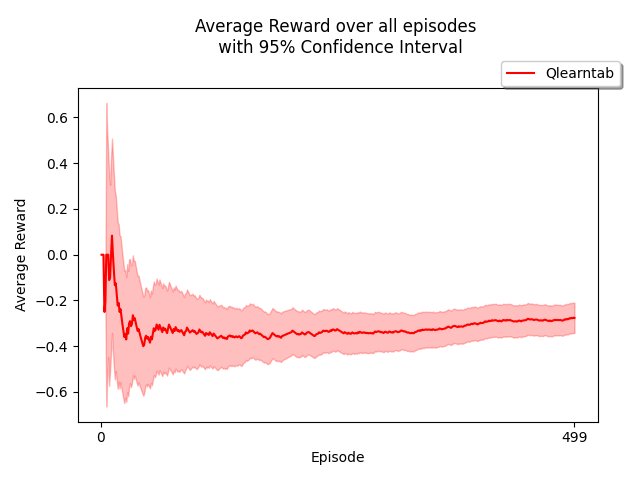 Average Reward over all episodes
with 95% Confidence Interval
Qlearntab
0.6
0.4
0.2
0.0
−0.2
−0.4
−0.6
Average Reward
0
499
Episode